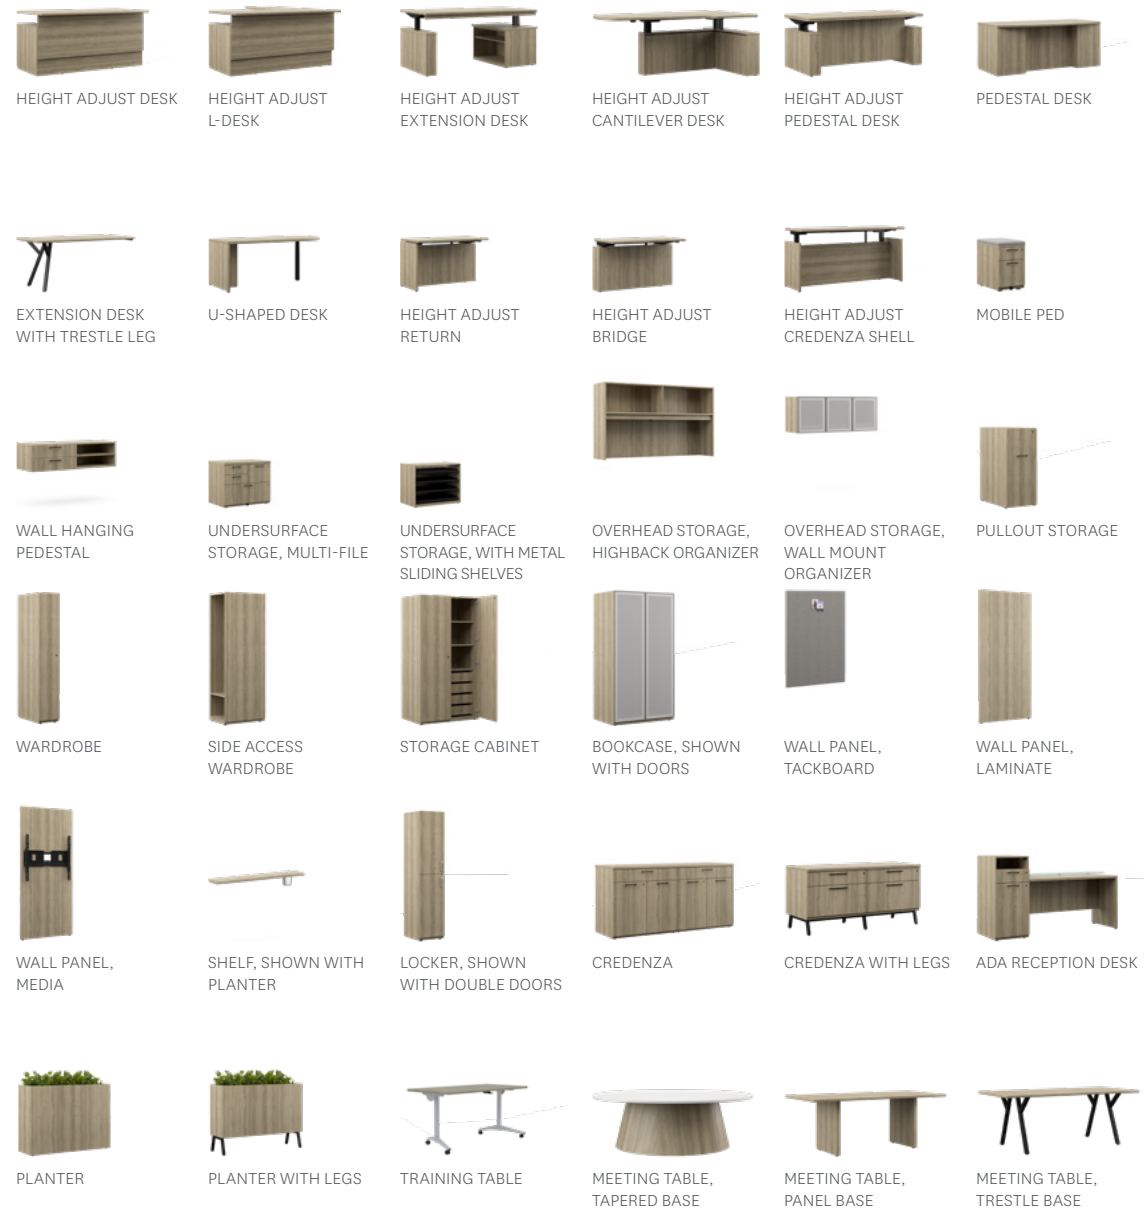 HEIGHT ADJUST DESK
HEIGHT ADJUST
L-DESK
HEIGHT ADJUST
EXTENSION DESK
HEIGHT ADJUST
CANTILEVER DESK
HEIGHT ADJUST
PEDESTAL DESK
PEDESTAL DESK
EXTENSION DESK
WITH TRESTLE LEG
U-SHAPED DESK
HEIGHT ADJUST
RETURN
HEIGHT ADJUST
BRIDGE
HEIGHT ADJUST
CREDENZA SHELL
MOBILE PED
WALL HANGING
PEDESTAL
UNDERSURFACE
STORAGE, MULTI-FILE
UNDERSURFACE
STORAGE, WITH METAL
SLIDING SHELVES
OVERHEAD STORAGE,
HIGHBACK ORGANIZER
OVERHEAD STORAGE,
WALL MOUNT
ORGANIZER
PULLOUT STORAGE
WARDROBE
SIDE ACCESS
WARDROBE
STORAGE CABINET
BOOKCASE, SHOWN
WITH DOORS
WALL PANEL,
TACKBOARD
WALL PANEL,
LAMINATE
WALL PANEL,
MEDIA
SHELF, SHOWN WITH
PLANTER
LOCKER, SHOWN
WITH DOUBLE DOORS
CREDENZA
CREDENZA WITH LEGS
ADA RECEPTION DESK
PLANTER
PLANTER WITH LEGS
TRAINING TABLE
MEETING TABLE,
TAPERED BASE
MEETING TABLE,
PANEL BASE
MEETING TABLE,
TRESTLE BASE